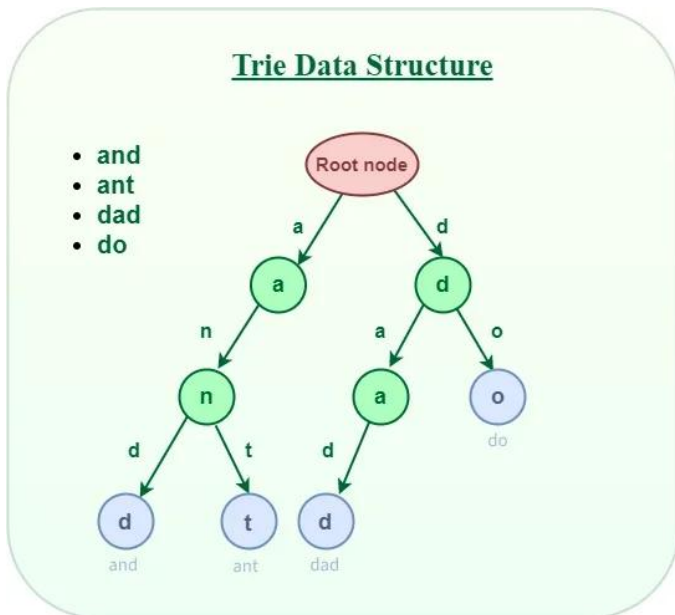 Trie Data Structure
• and
• ant
• dad
• do
Root node
a
d
a
d
n
a
o
n
a
o
do
d
t
d
d
t
d
and
ant
dad